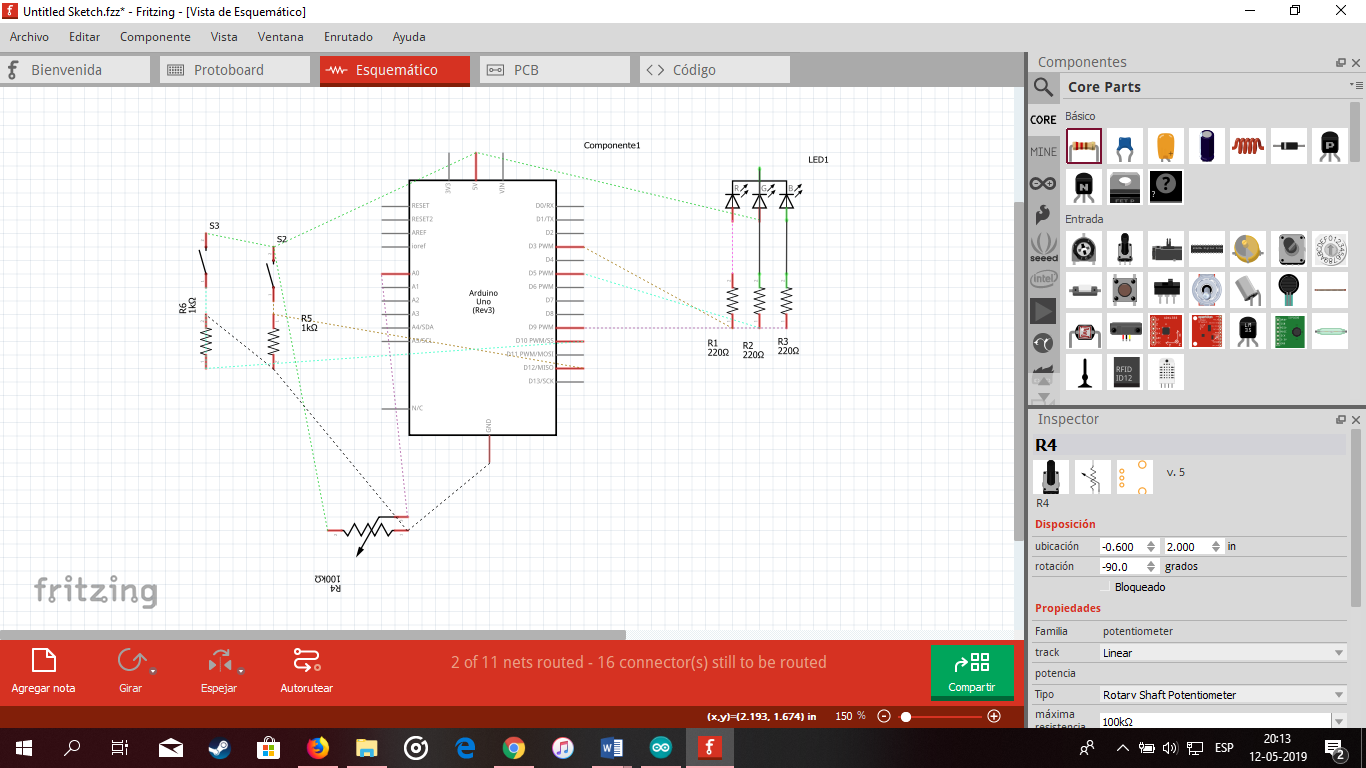 Untitled Sketch.fzz* - Fritzing - [Vista de Esquemático]
Archivo Editar Componente Vista Ventana Enrutado Ayuda
Bienvenida Protoboard Esquemático PCB Código
Componentes
Core Parts
CORE
MINE
seeed
intel
Básico
P
N
?
Entrada
LM
35
RFID
ID12
Componente1
LED1
3V3 5V VIN
R G B
RESET
RESET2
AREF
ioref
A0
A1
A2
A3
A4/SDA
A5/SCL
N/C
D0/RX
D1/TX
D2
D3 PWM
D4
D5 PWM
D6 PWM
D7
D8
D9 PWM
D10 PWM/SS
D11 PWM/MOSI
D12/MISO
D13/SCK
GND
Arduino
Uno
(Rev3)
S3
S2
R6
1kΩ
R5
1kΩ
R1
220Ω
R2
220Ω
R3
220Ω
R4
100kΩ
fritzing
Inspector
R4
v. 5
R4
Disposición
ubicación -0.600 2.000 in
rotación -90.0 grados
Bloqueado
Propiedades
Familia potentiometer
track Linear
potencia
Tipo Rotary Shaft Potentiometer
máxima
resistencia 100kΩ
Agregar nota Girar Espejar Autorutear
2 of 11 nets routed - 16 connector(s) still to be routed
Compartir
(x,y)=(2.193, 1.674) in 150 %
ESP
20:13
12-05-2019
2